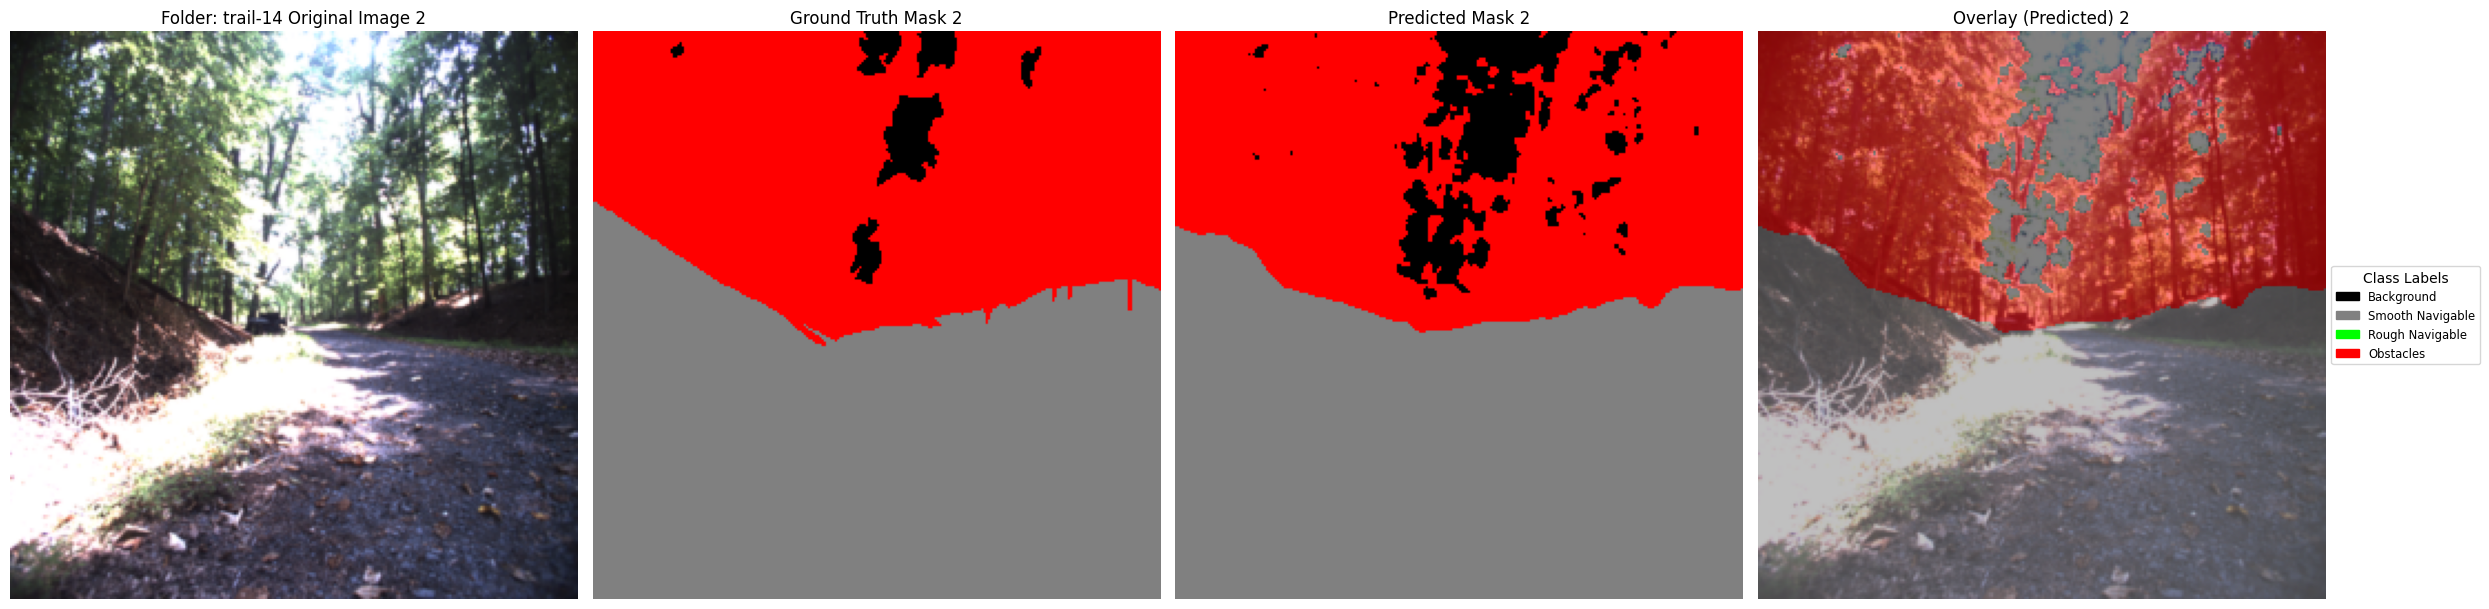 Folder: trail-14 Original Image 2
Ground Truth Mask 2
Predicted Mask 2
Overlay (Predicted) 2
Class Labels
Background
Smooth Navigable
Rough Navigable
Obstacles